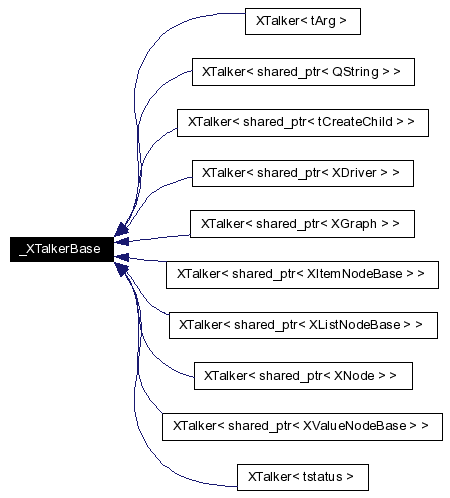 XTalker< tArg >
XTalker< shared_ptr< QString > >
XTalker< shared_ptr< tCreateChild > >
XTalker< shared_ptr< XDriver > >
XTalker< shared_ptr< XGraph > >
_XTalkerBase
XTalker< shared_ptr< XItemNodeBase > >
XTalker< shared_ptr< XListNodeBase > >
XTalker< shared_ptr< XNode > >
XTalker< shared_ptr< XValueNodeBase > >
XTalker< tstatus >